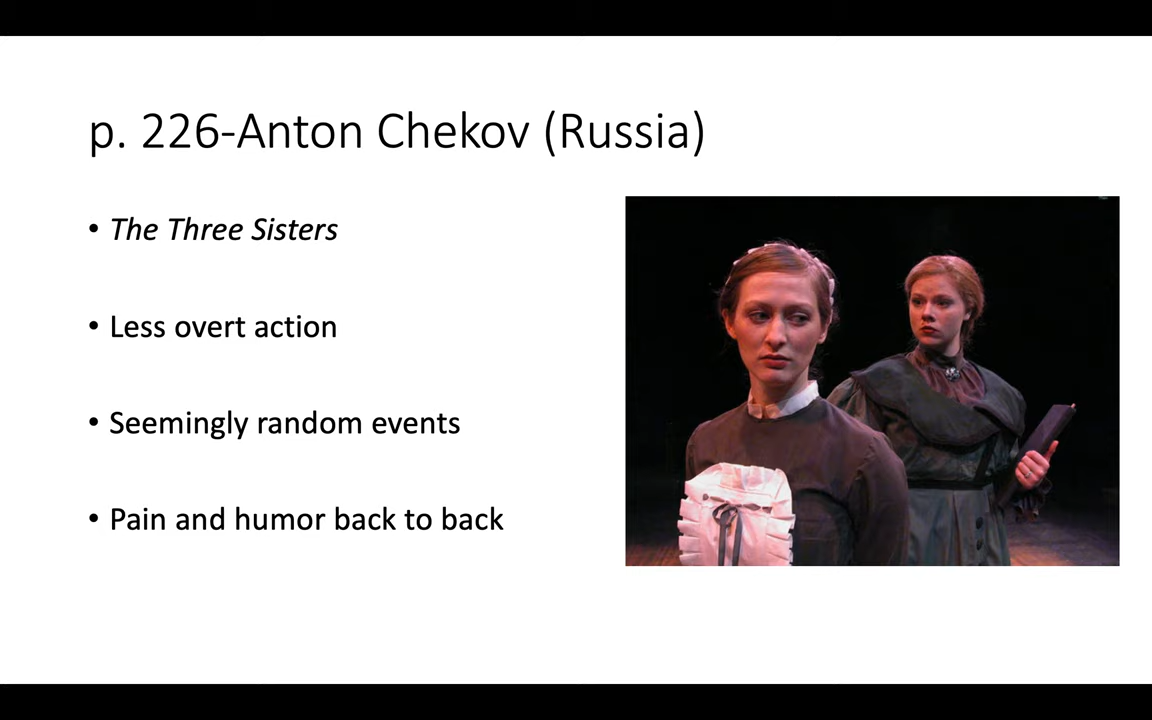 p. 226-Anton Chekov (Russia)
• The Three Sisters
• Less overt action
• Seemingly random events
• Pain and humor back to back